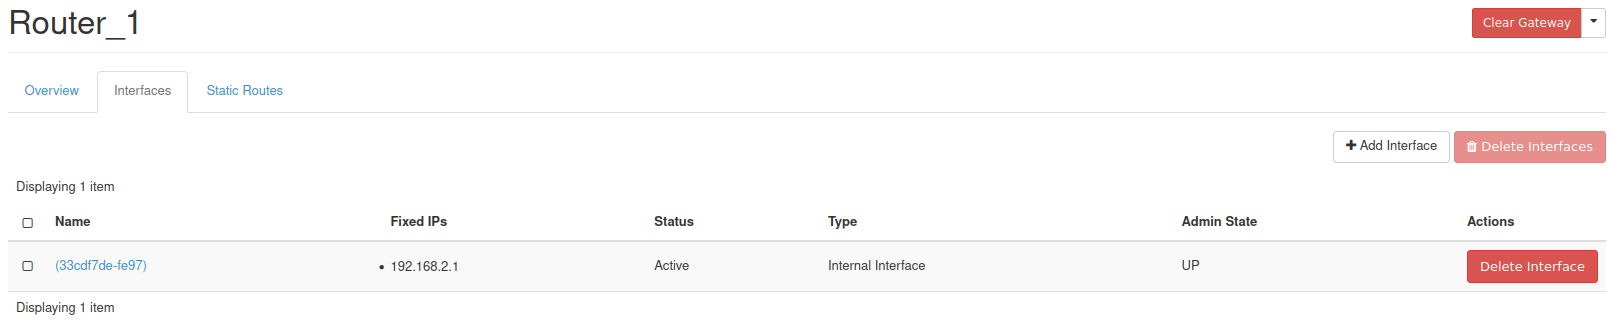 Router_1
Clear Gateway
Overview Interfaces Static Routes
Add Interface Delete Interfaces
Displaying 1 item
Name Fixed IPs Status Type Admin State Actions
(33cdf7de-fe97) • 192.168.2.1 Active Internal Interface UP Delete Interface
Displaying 1 item